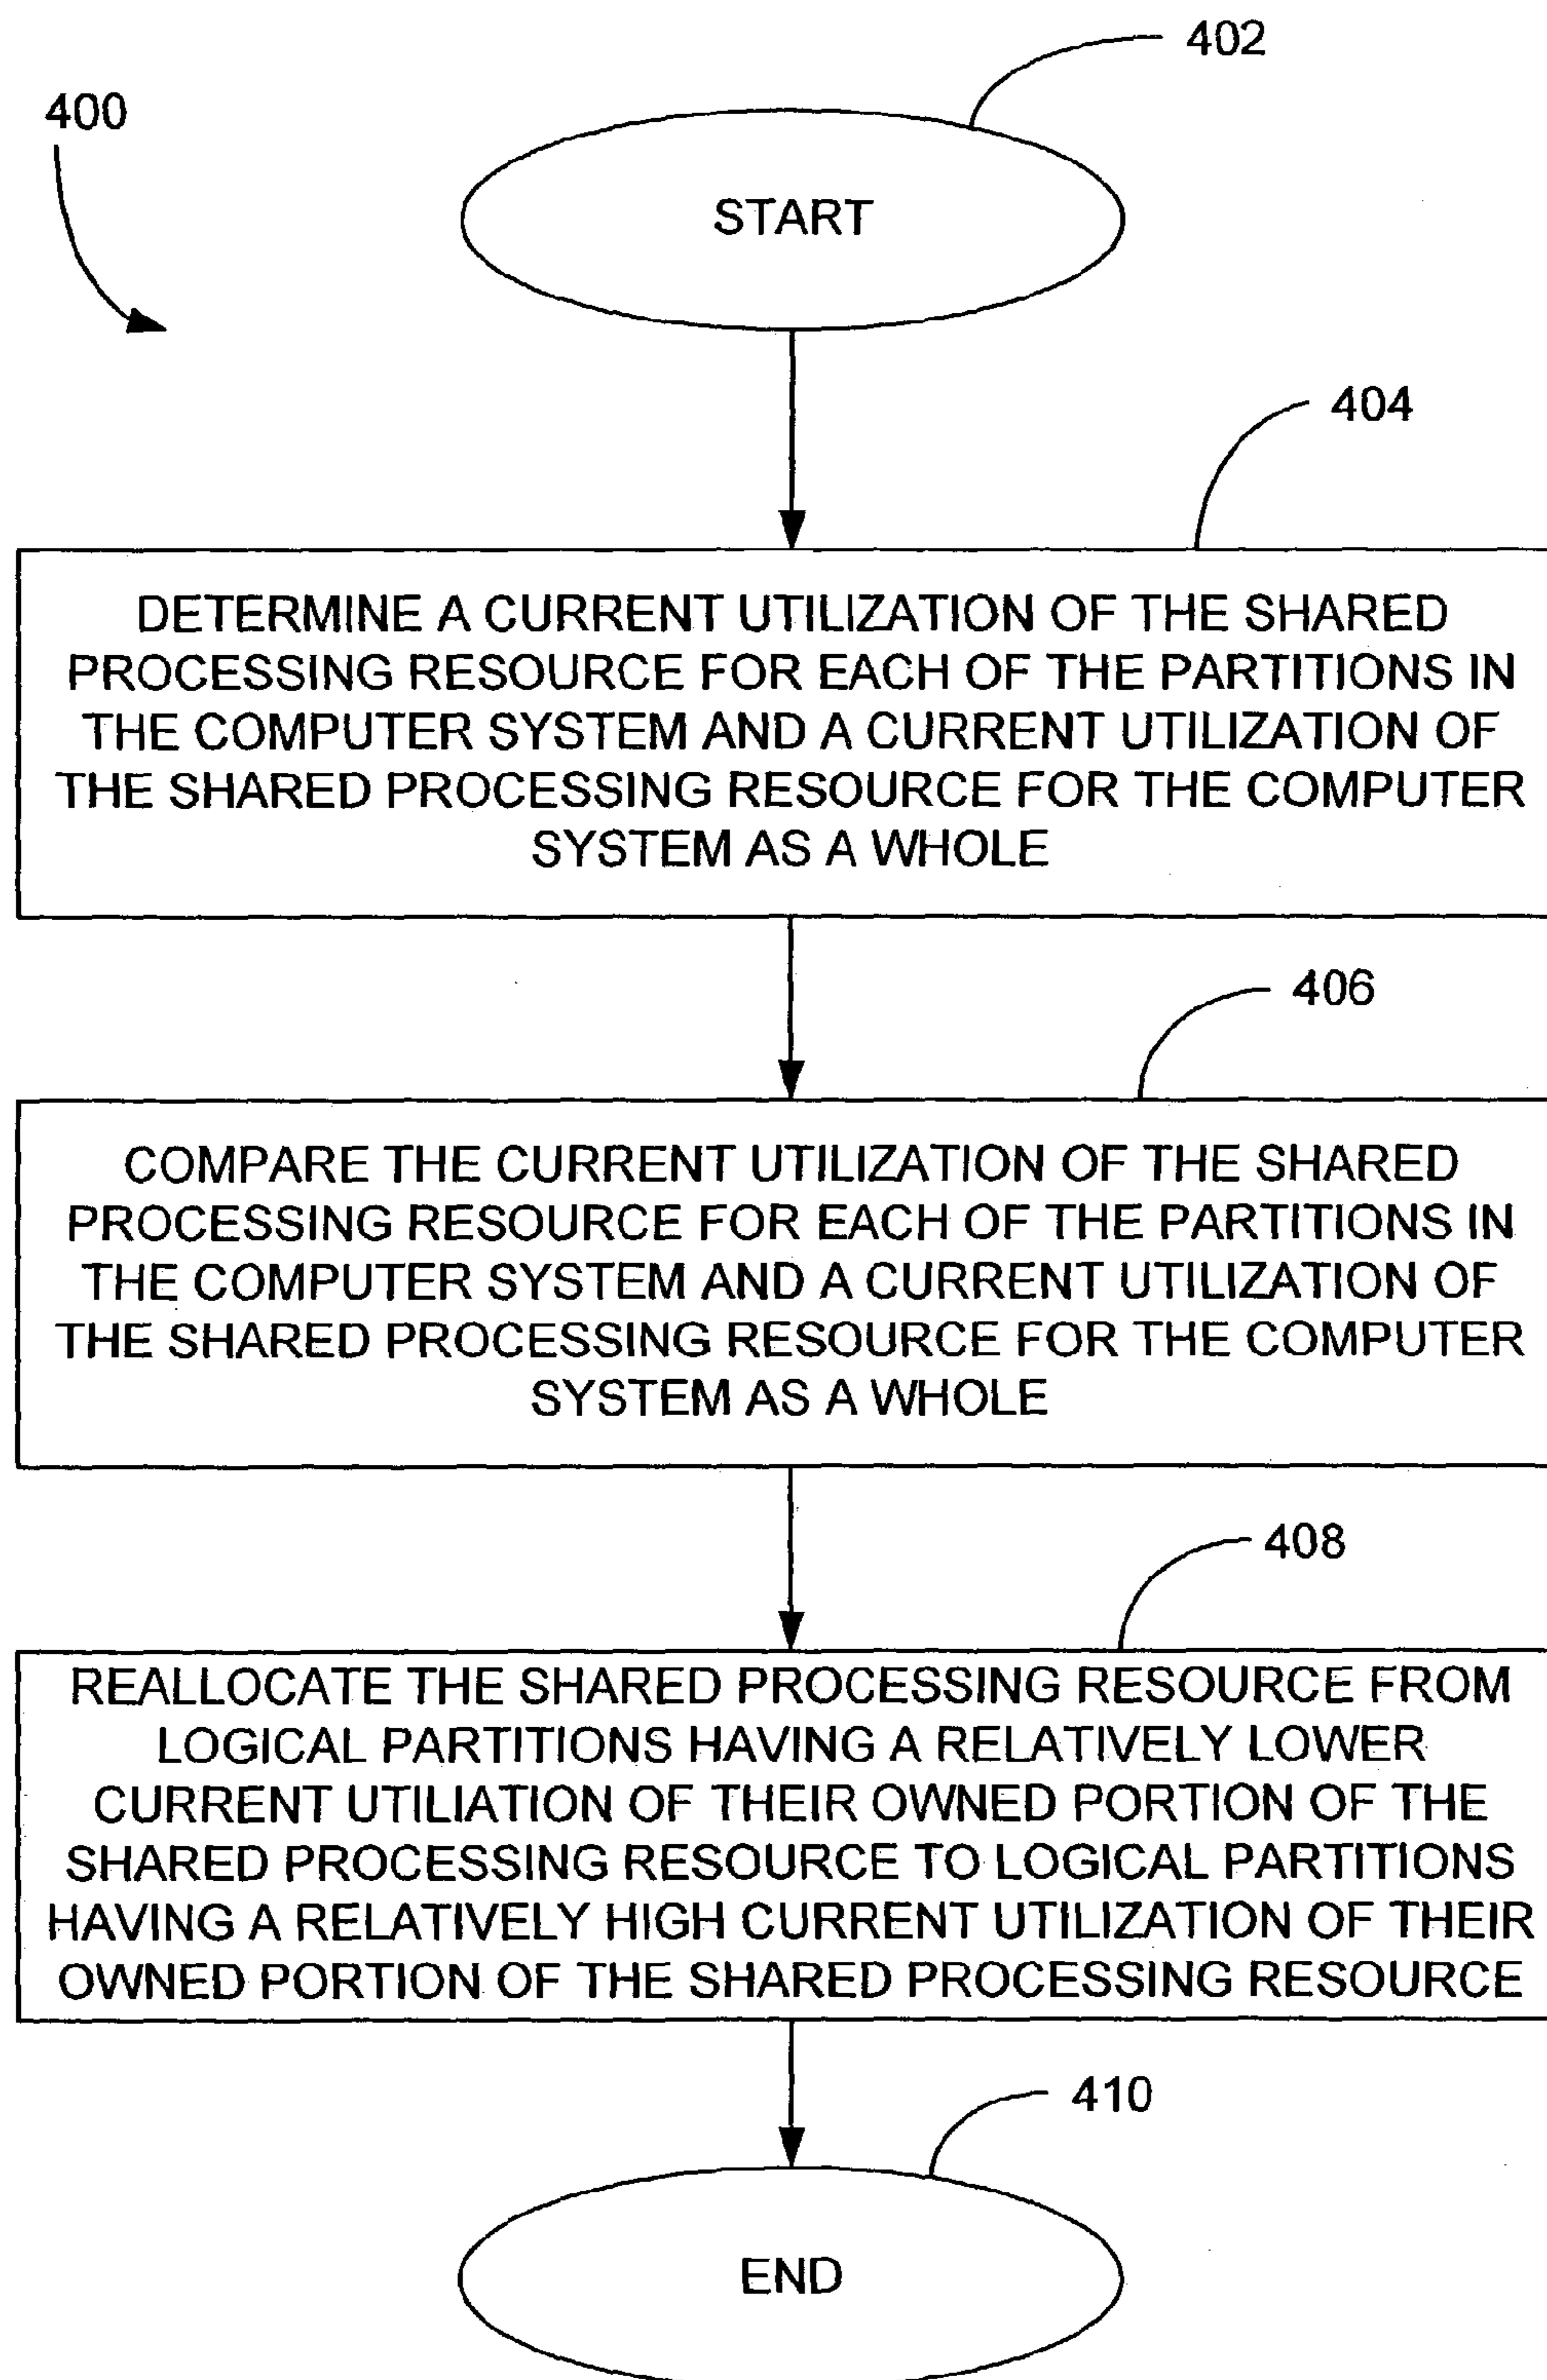 402
400
START
404
DETERMINE A CURRENT UTILIZATION OF THE SHARED
PROCESSING RESOURCE FOR EACH OF THE PARTITIONS IN
THE COMPUTER SYSTEM AND A CURRENT UTILIZATION OF
THE SHARED PROCESSING RESOURCE FOR THE COMPUTER
SYSTEM AS A WHOLE
406
COMPARE THE CURRENT UTILIZATION OF THE SHARED
PROCESSING RESOURCE FOR EACH OF THE PARTITIONS IN
THE COMPUTER SYSTEM AND A CURRENT UTILIZATION OF
THE SHARED PROCESSING RESOURCE FOR THE COMPUTER
SYSTEM AS A WHOLE
408
REALLOCATE THE SHARED PROCESSING RESOURCE FROM
LOGICAL PARTITIONS HAVING A RELATIVELY LOWER
CURRENT UTILIATION OF THEIR OWNED PORTION OF THE
SHARED PROCESSING RESOURCE TO LOGICAL PARTITIONS
HAVING A RELATIVELY HIGH CURRENT UTILIZATION OF THEIR
OWNED PORTION OF THE SHARED PROCESSING RESOURCE
410
END